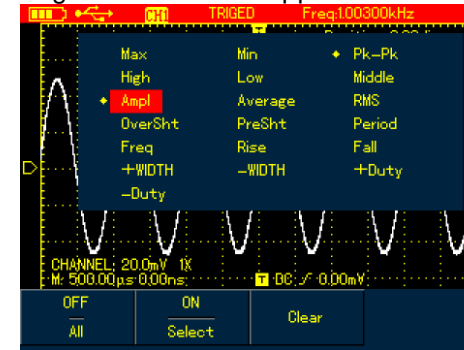 CH1 TRIGED Freq:1.00300kHz
Max Min Pk-Pk
High Low Middle
Ampl Average RMS
OverSht PreSht Period
Freq Rise Fall
+WIDTH -WIDTH +Duty
-Duty
CHANNEL: 20.0mV 1X
M: 500.00μs 0.00ns T DC: 0.00mV
OFF ON Clear
All Select